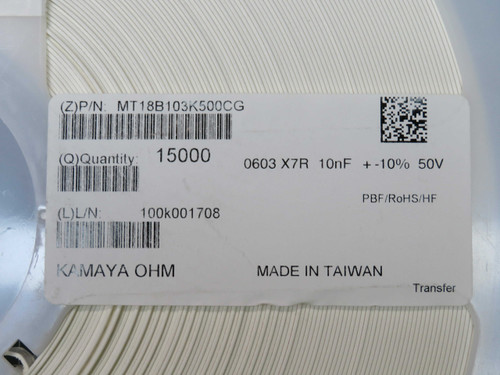 (Z)P/N: MT18B103K500CG
(Q)Quantity: 15000
0603 X7R 10nF +-10% 50V
PBF/RoHS/HF
(L)L/N: 100k001708
KAMAYA OHM
MADE IN TAIWAN
Transfer